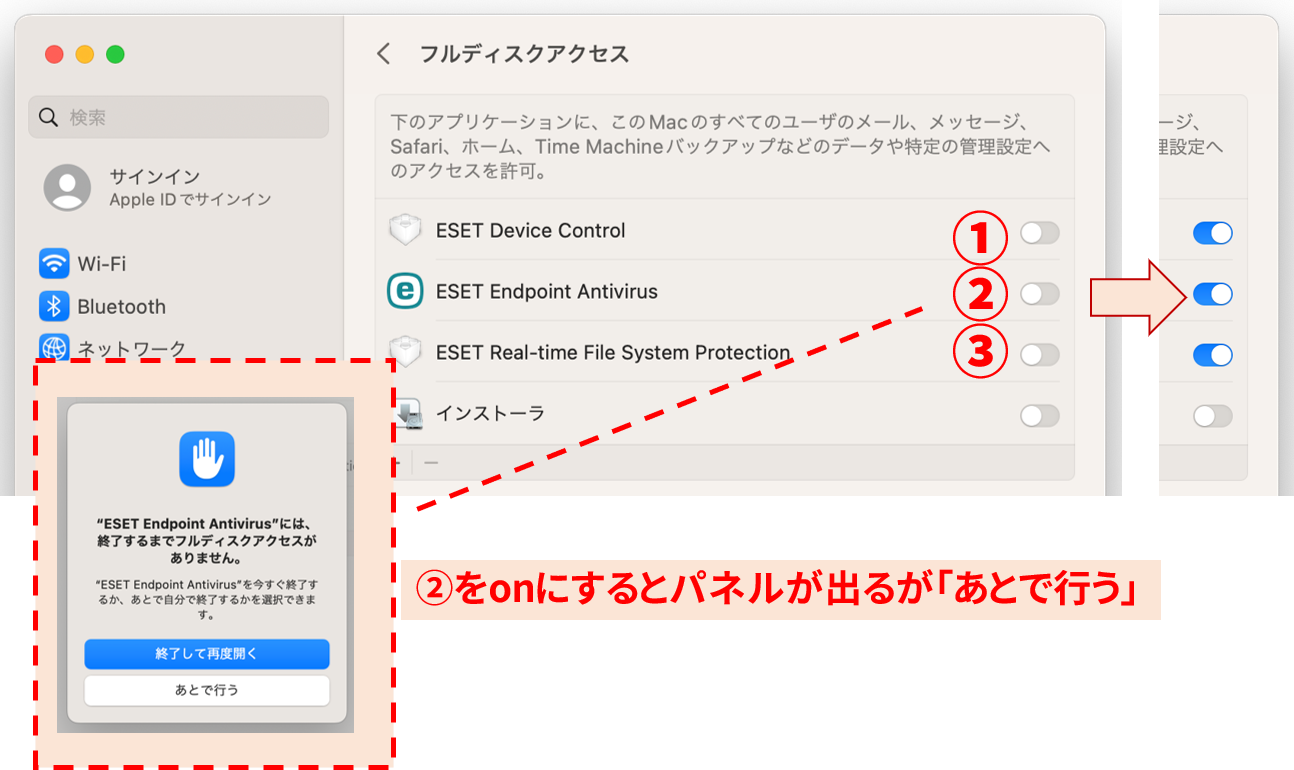 フルディスクアクセス
検索
サインイン
Apple IDでサインイン
Wi-Fi
Bluetooth
ネットワーク
下のアプリケーションに、このMacのすべてのユーザのメール、メッセージ、
Safari、ホーム、Time Machineバックアップなどのデータや特定の管理設定へ
のアクセスを許可。
ESET Device Control
①
ESET Endpoint Antivirus
②
ESET Real-time File System Protection
③
インストーラ
ージ、
理設定へ
“ESET Endpoint Antivirus”には、
終了するまでフルディスクアクセスが
ありません。
“ESET Endpoint Antivirus”を今すぐ終了す
るか、あとで自分で終了するかを選択できま
す。
終了して再度開く
あとで行う
②をonにするとパネルが出るが「あとで行う」